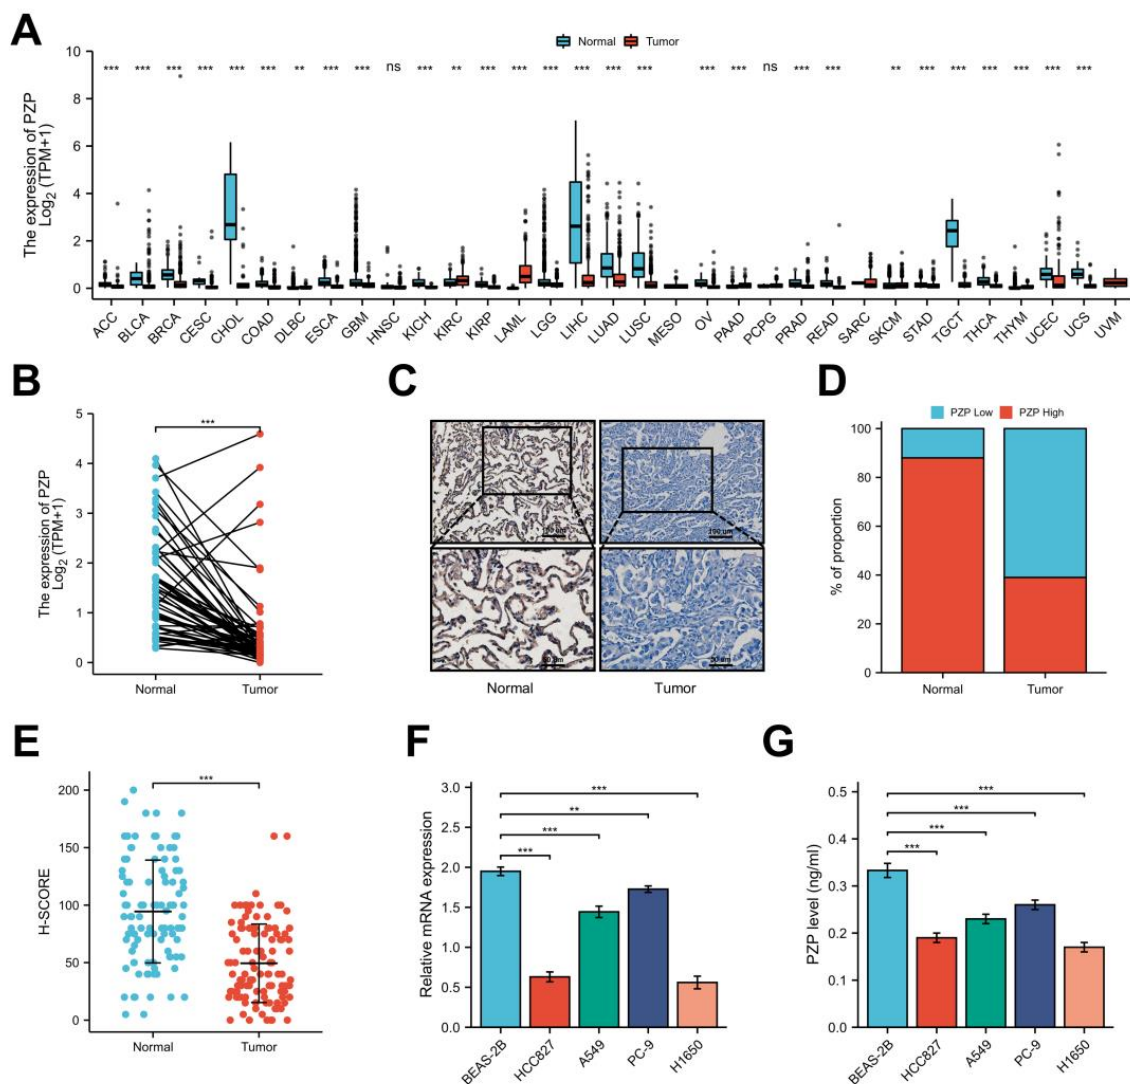 A
Normal Tumor
The expression of PZP
Log2 (TPM+1)
10
8
6
4
2
0
*** *** *** *** *** *** ** *** *** ns *** ** *** *** *** *** *** *** *** *** ns *** *** ** *** *** *** *** *** ***
ACC BLCA BRCA CESC CHOL COAD DLBC ESCA GBM HNSC KICH KIRC KIRP LAML LGG LIHC LUAD LUSC MESO OV PAAD PCPG PRAD READ SARC SKCM STAD TGCT THCA THYM UCEC UCS UVM
B
The expression of PZP
Log2 (TPM+1)
5
4
3
2
1
0
***
Normal Tumor
C
100 um
50 um
Normal Tumor
D
PZP Low PZP High
% of proportion
100
80
60
40
20
0
Normal Tumor
E
H-SCORE
200
150
100
50
0
***
Normal Tumor
F
Relative mRNA expression
3.0
2.5
2.0
1.5
1.0
0.5
0.0
***
**
***
***
BEAS-2B HCC827 A549 PC-9 H1650
G
PZP level (ng/ml)
0.5
0.4
0.3
0.2
0.1
0.0
***
***
***
***
BEAS-2B HCC827 A549 PC-9 H1650